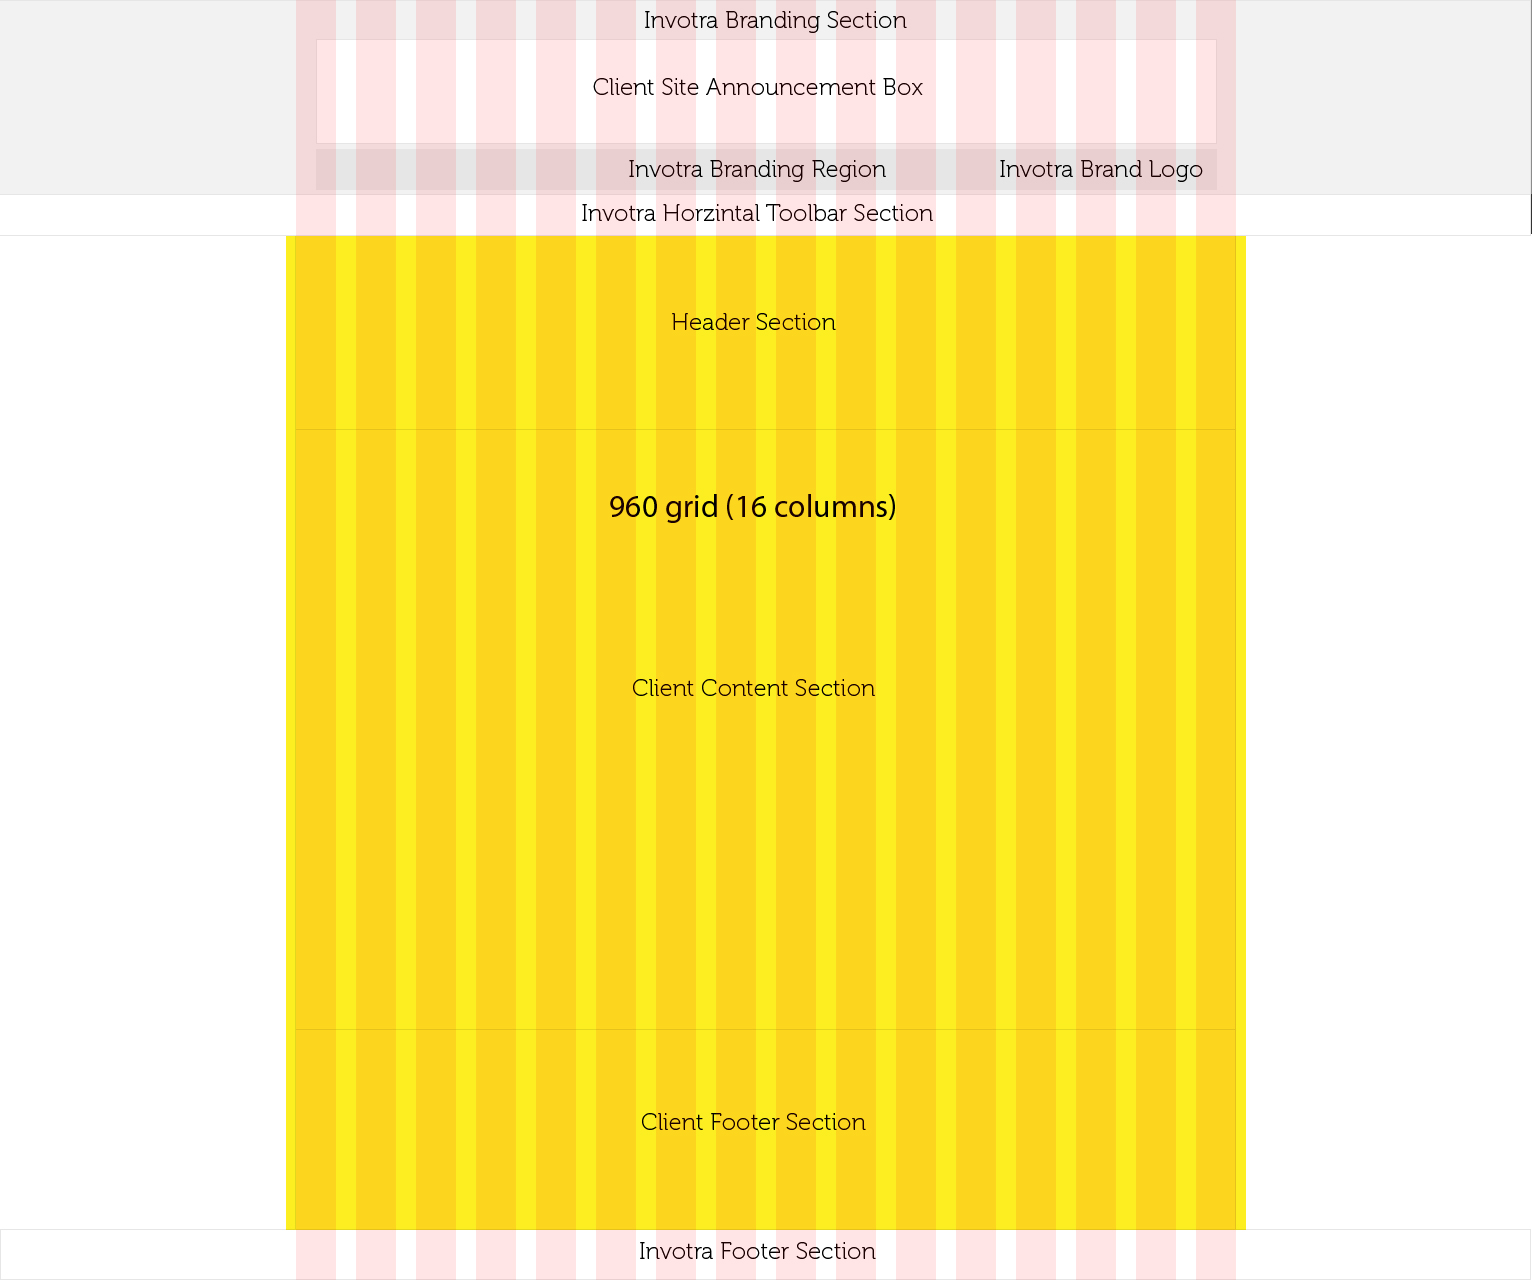 Invotra Branding Section
Client Site Announcement Box
Invotra Branding Region
Invotra Brand Logo
Invotra Horzintal Toolbar Section
Header Section
960 grid (16 columns)
Client Content Section
Client Footer Section
Invotra Footer Section